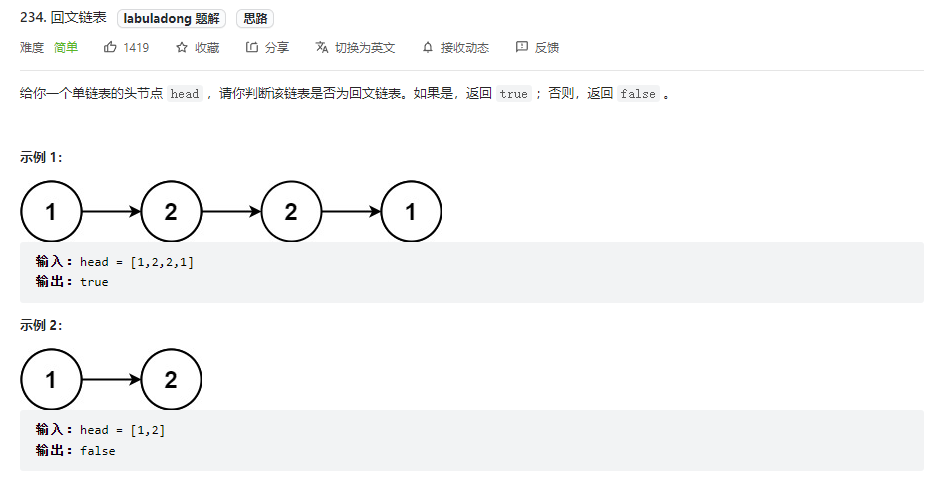 234. 回文链表 labuladong 题解 思路
难度 简单 1419 收藏 分享 切换为英文 接收动态 反馈
给你一个单链表的头节点 head ，请你判断该链表是否为回文链表。如果是，返回 true ；否则，返回 false 。
示例 1：
1 2 2 1
输入：head = [1,2,2,1]
输出：true
示例 2：
1 2
输入：head = [1,2]
输出：false